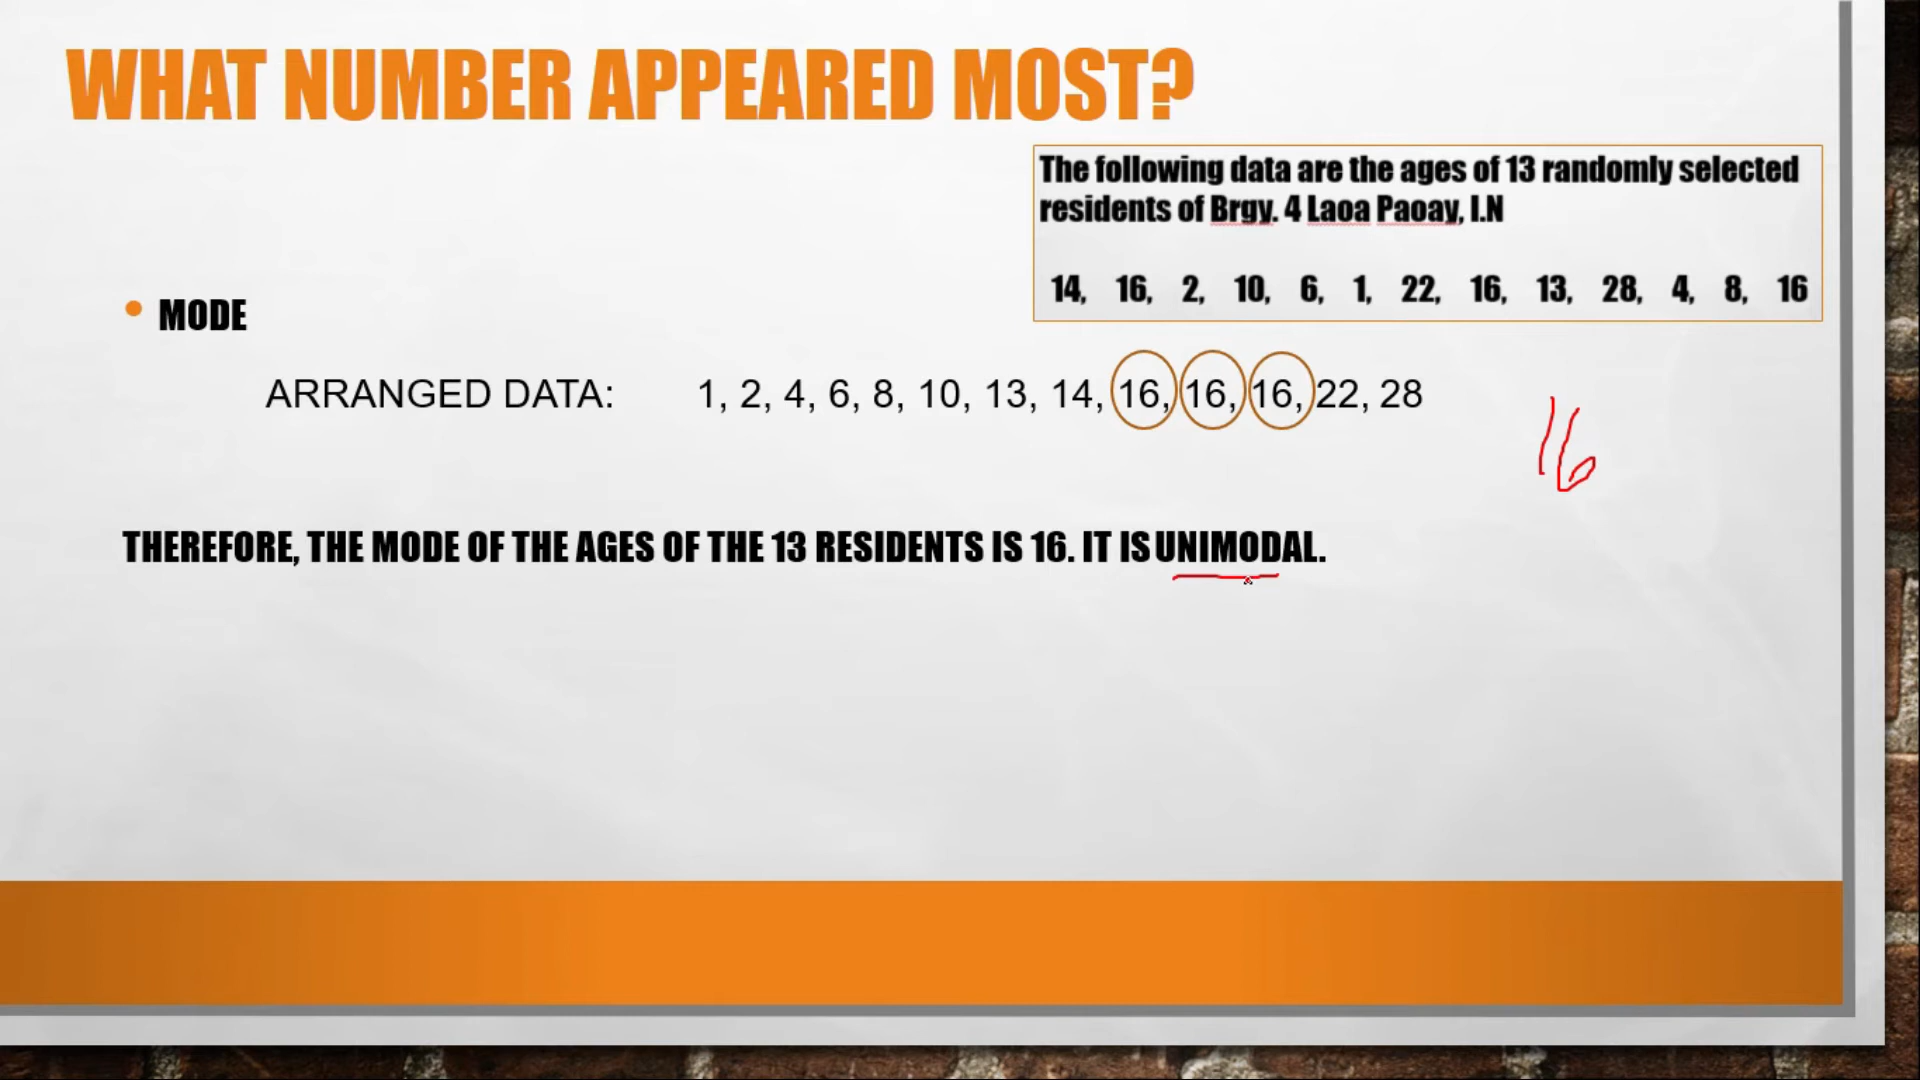 WHAT NUMBER APPEARED MOST?
The following data are the ages of 13 randomly selected
residents of Brgy. 4 Laoa Paoay, I.N
14, 16, 2, 10, 6, 1, 22, 16, 13, 28, 4, 8, 16
• MODE
ARRANGED DATA: 1, 2, 4, 6, 8, 10, 13, 14, 16, 16, 16, 22, 28
16
THEREFORE, THE MODE OF THE AGES OF THE 13 RESIDENTS IS 16. IT IS UNIMODAL.